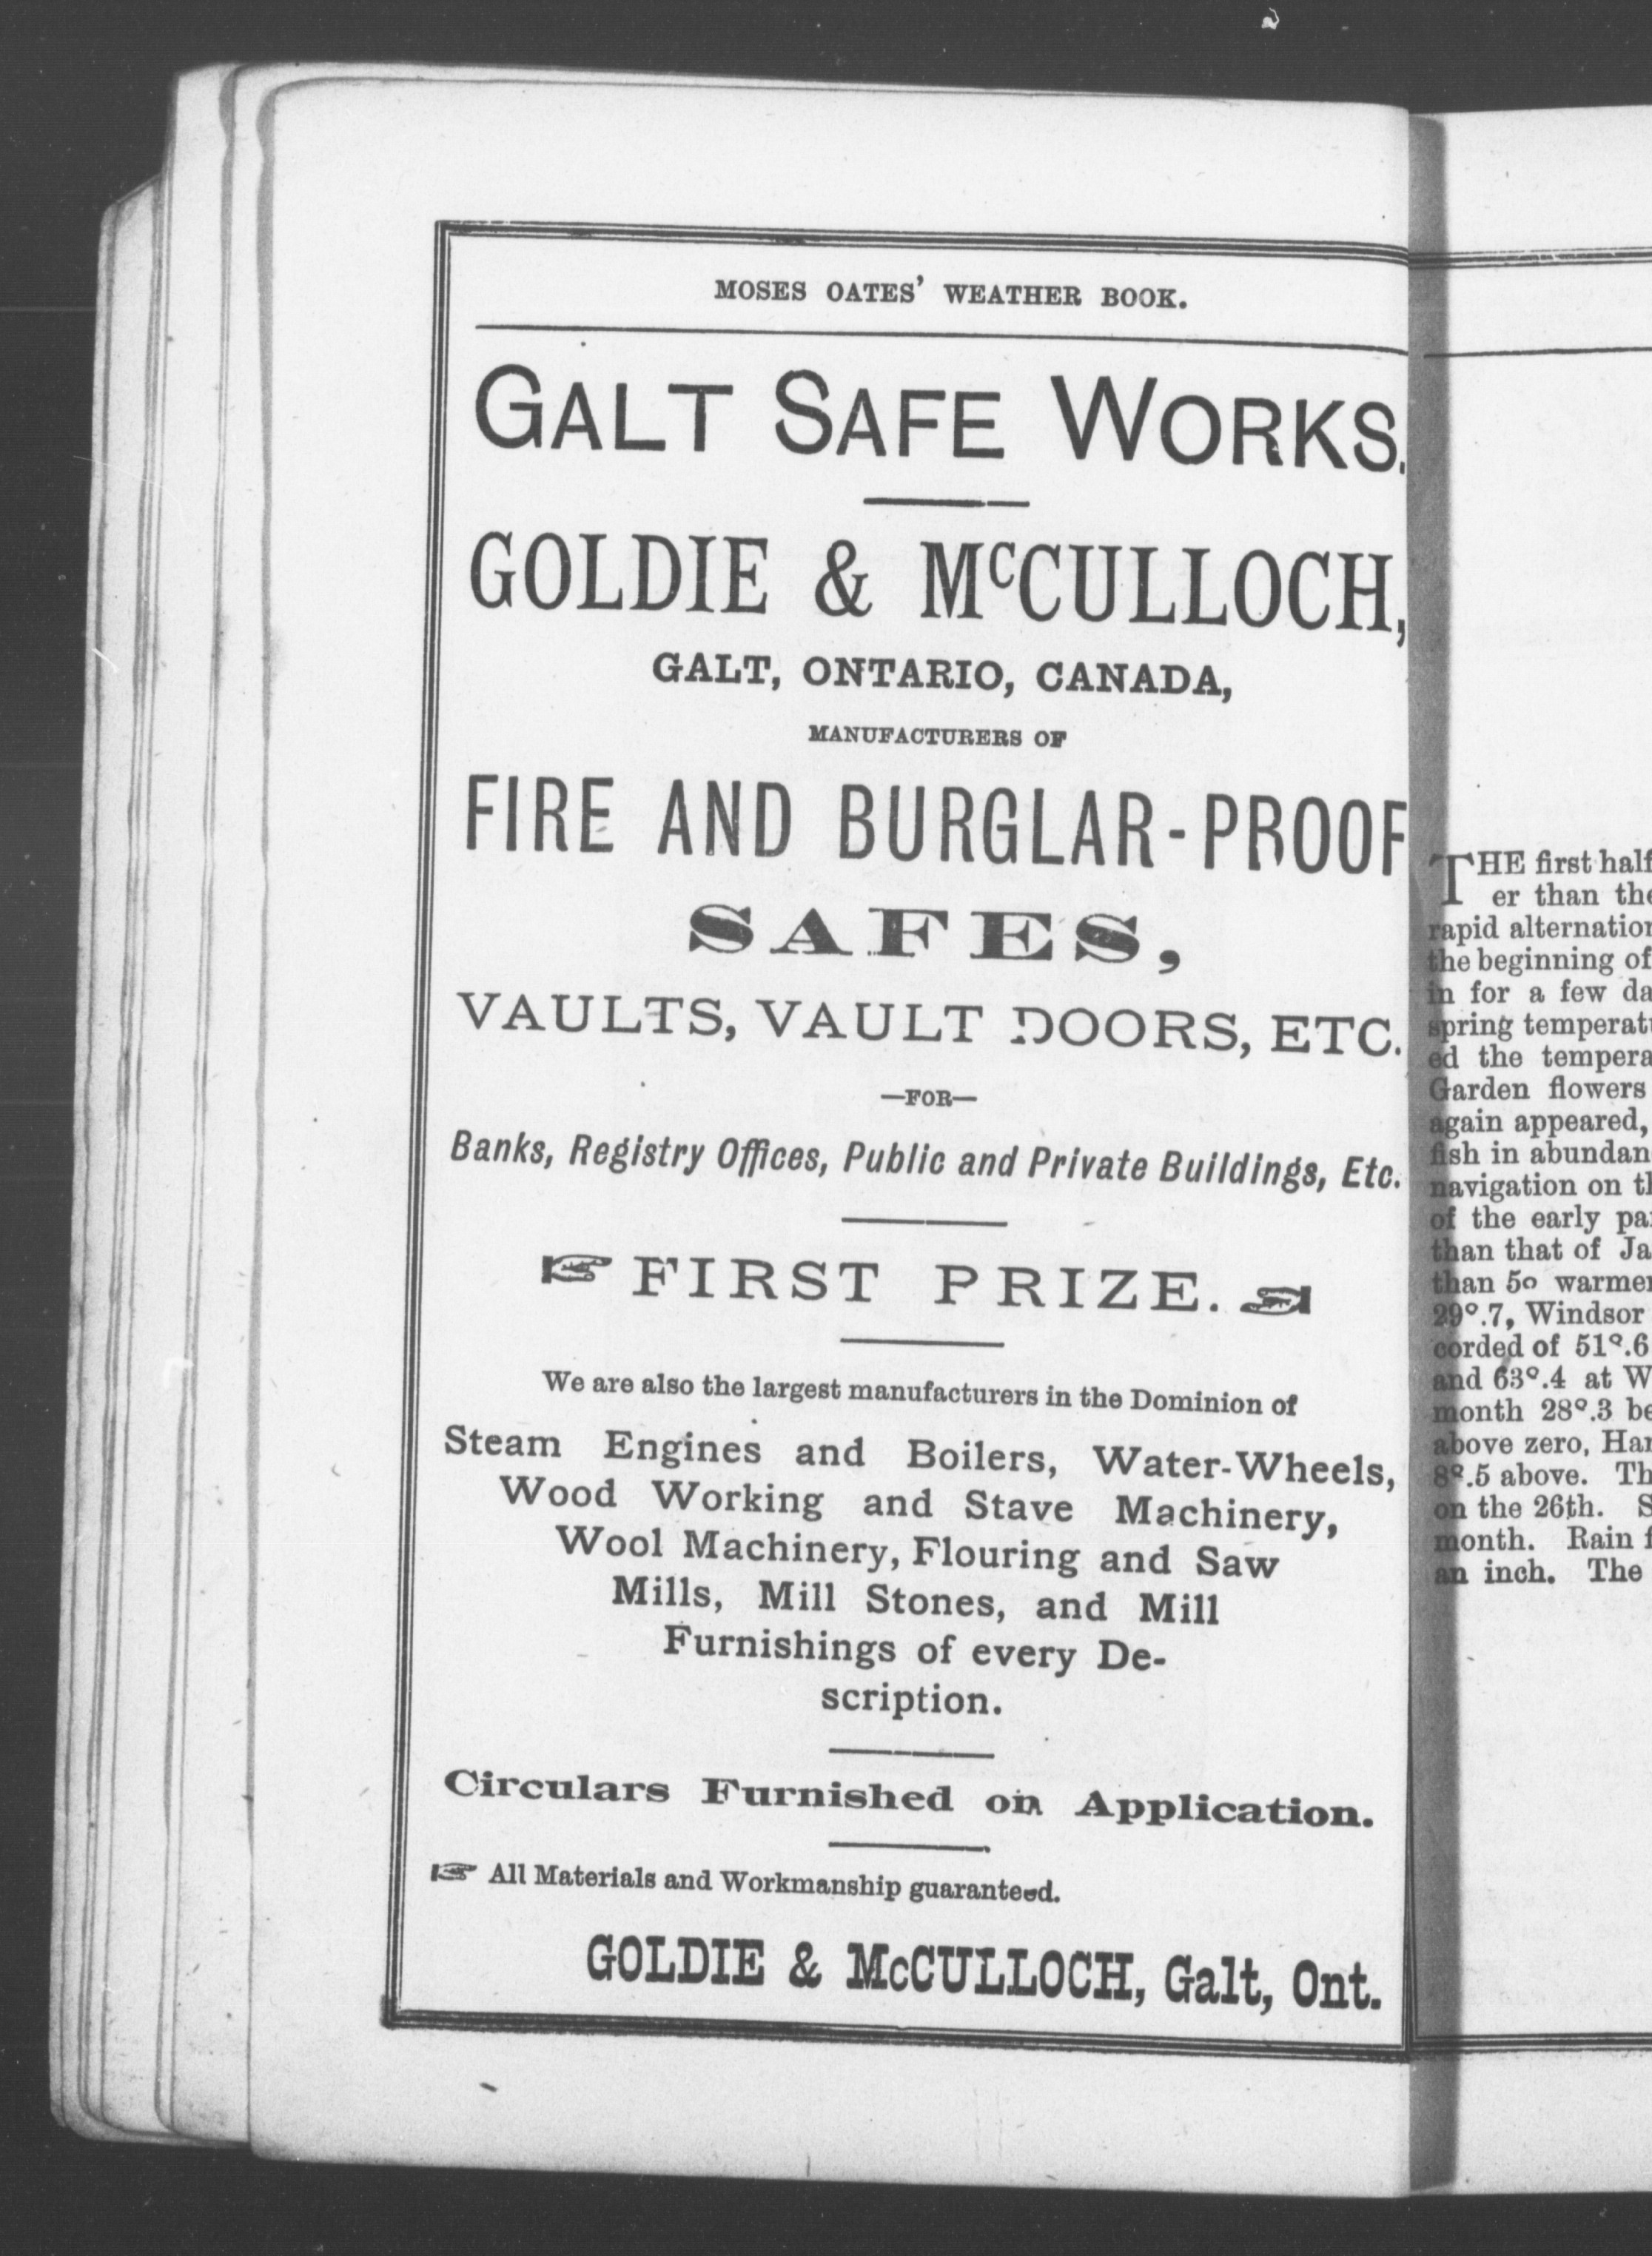 MOSES OATES' WEATHER BOOK.
GALT SAFE WORKS.
GOLDIE & McCULLOCH,
GALT, ONTARIO, CANADA,
MANUFACTURERS OF
FIRE AND BURGLAR-PROOF
SAFES,
VAULTS, VAULT DOORS, ETC.
—FOR—
Banks, Registry Offices, Public and Private Buildings, Etc.
☞ FIRST PRIZE. ☜
We are also the largest manufacturers in the Dominion of
Steam Engines and Boilers, Water-Wheels,
Wood Working and Stave Machinery,
Wool Machinery, Flouring and Saw
Mills, Mill Stones, and Mill
Furnishings of every De-
scription.
Circulars Furnished on Application.
☞ All Materials and Workmanship guaranteed.
GOLDIE & McCULLOCH, Galt, Ont.
THE first half
er than the
rapid alternation
the beginning of
in for a few da
spring temperatu
ed the tempera
Garden flowers
again appeared,
fish in abundan
navigation on th
of the early par
than that of Ja
than 5o warmer
29°.7, Windsor
corded of 51°.6
and 63°.4 at W
month 28°.3 be
above zero, Ham
8°.5 above. Th
on the 26th. S
month. Rain f
an inch. The